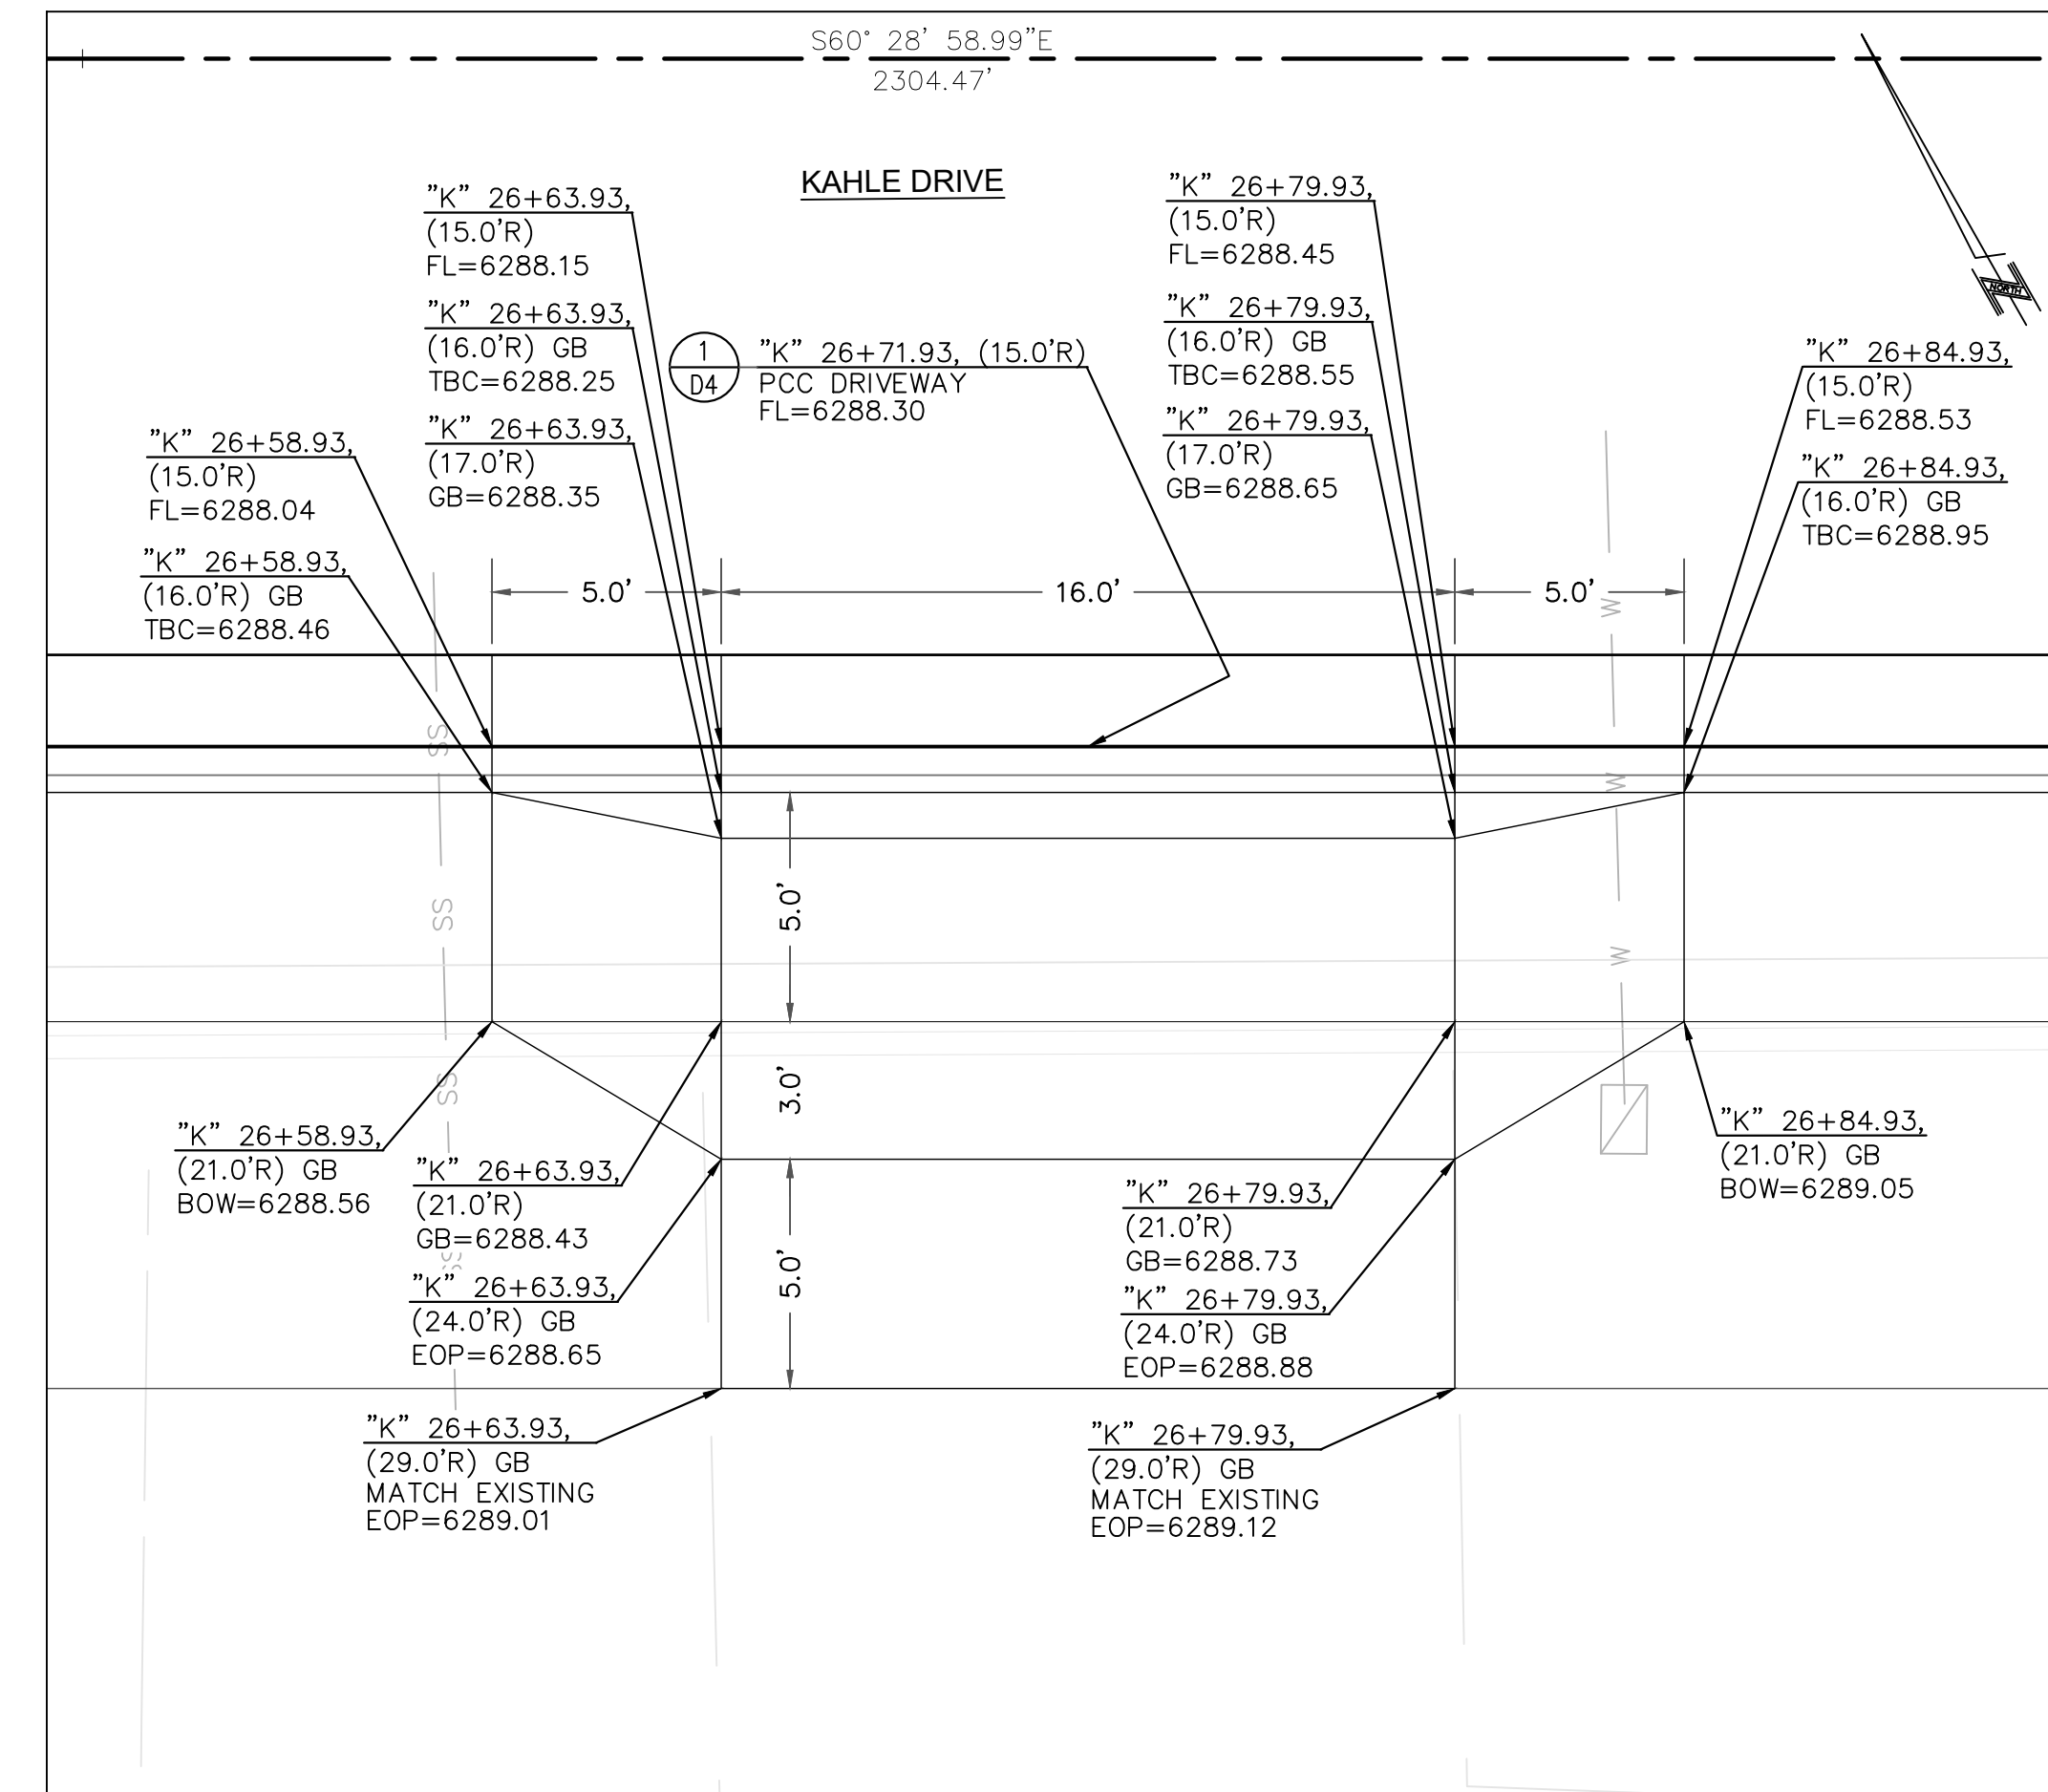 S60° 28' 58.99"E
2304.47'
KAHLE DRIVE
NORTH
"K" 26+63.93,
(15.0'R)
FL=6288.15
"K" 26+63.93,
(16.0'R) GB
TBC=6288.25
"K" 26+63.93,
(17.0'R)
GB=6288.35
1
D4
"K" 26+71.93, (15.0'R)
PCC DRIVEWAY
FL=6288.30
"K" 26+79.93,
(15.0'R)
FL=6288.45
"K" 26+79.93,
(16.0'R) GB
TBC=6288.55
"K" 26+79.93,
(17.0'R)
GB=6288.65
"K" 26+84.93,
(15.0'R)
FL=6288.53
"K" 26+84.93,
(16.0'R) GB
TBC=6288.95
"K" 26+58.93,
(15.0'R)
FL=6288.04
"K" 26+58.93,
(16.0'R) GB
TBC=6288.46
5.0'
16.0'
5.0'
W
SS
W
5.0'
SS
W
3.0'
SS
"K" 26+58.93,
(21.0'R) GB
BOW=6288.56
"K" 26+63.93,
(21.0'R)
GB=6288.43
SS
"K" 26+63.93,
(24.0'R) GB
EOP=6288.65
5.0'
"K" 26+79.93,
(21.0'R)
GB=6288.73
"K" 26+79.93,
(24.0'R) GB
EOP=6288.88
"K" 26+84.93,
(21.0'R) GB
BOW=6289.05
"K" 26+63.93,
(29.0'R) GB
MATCH EXISTING
EOP=6289.01
"K" 26+79.93,
(29.0'R) GB
MATCH EXISTING
EOP=6289.12